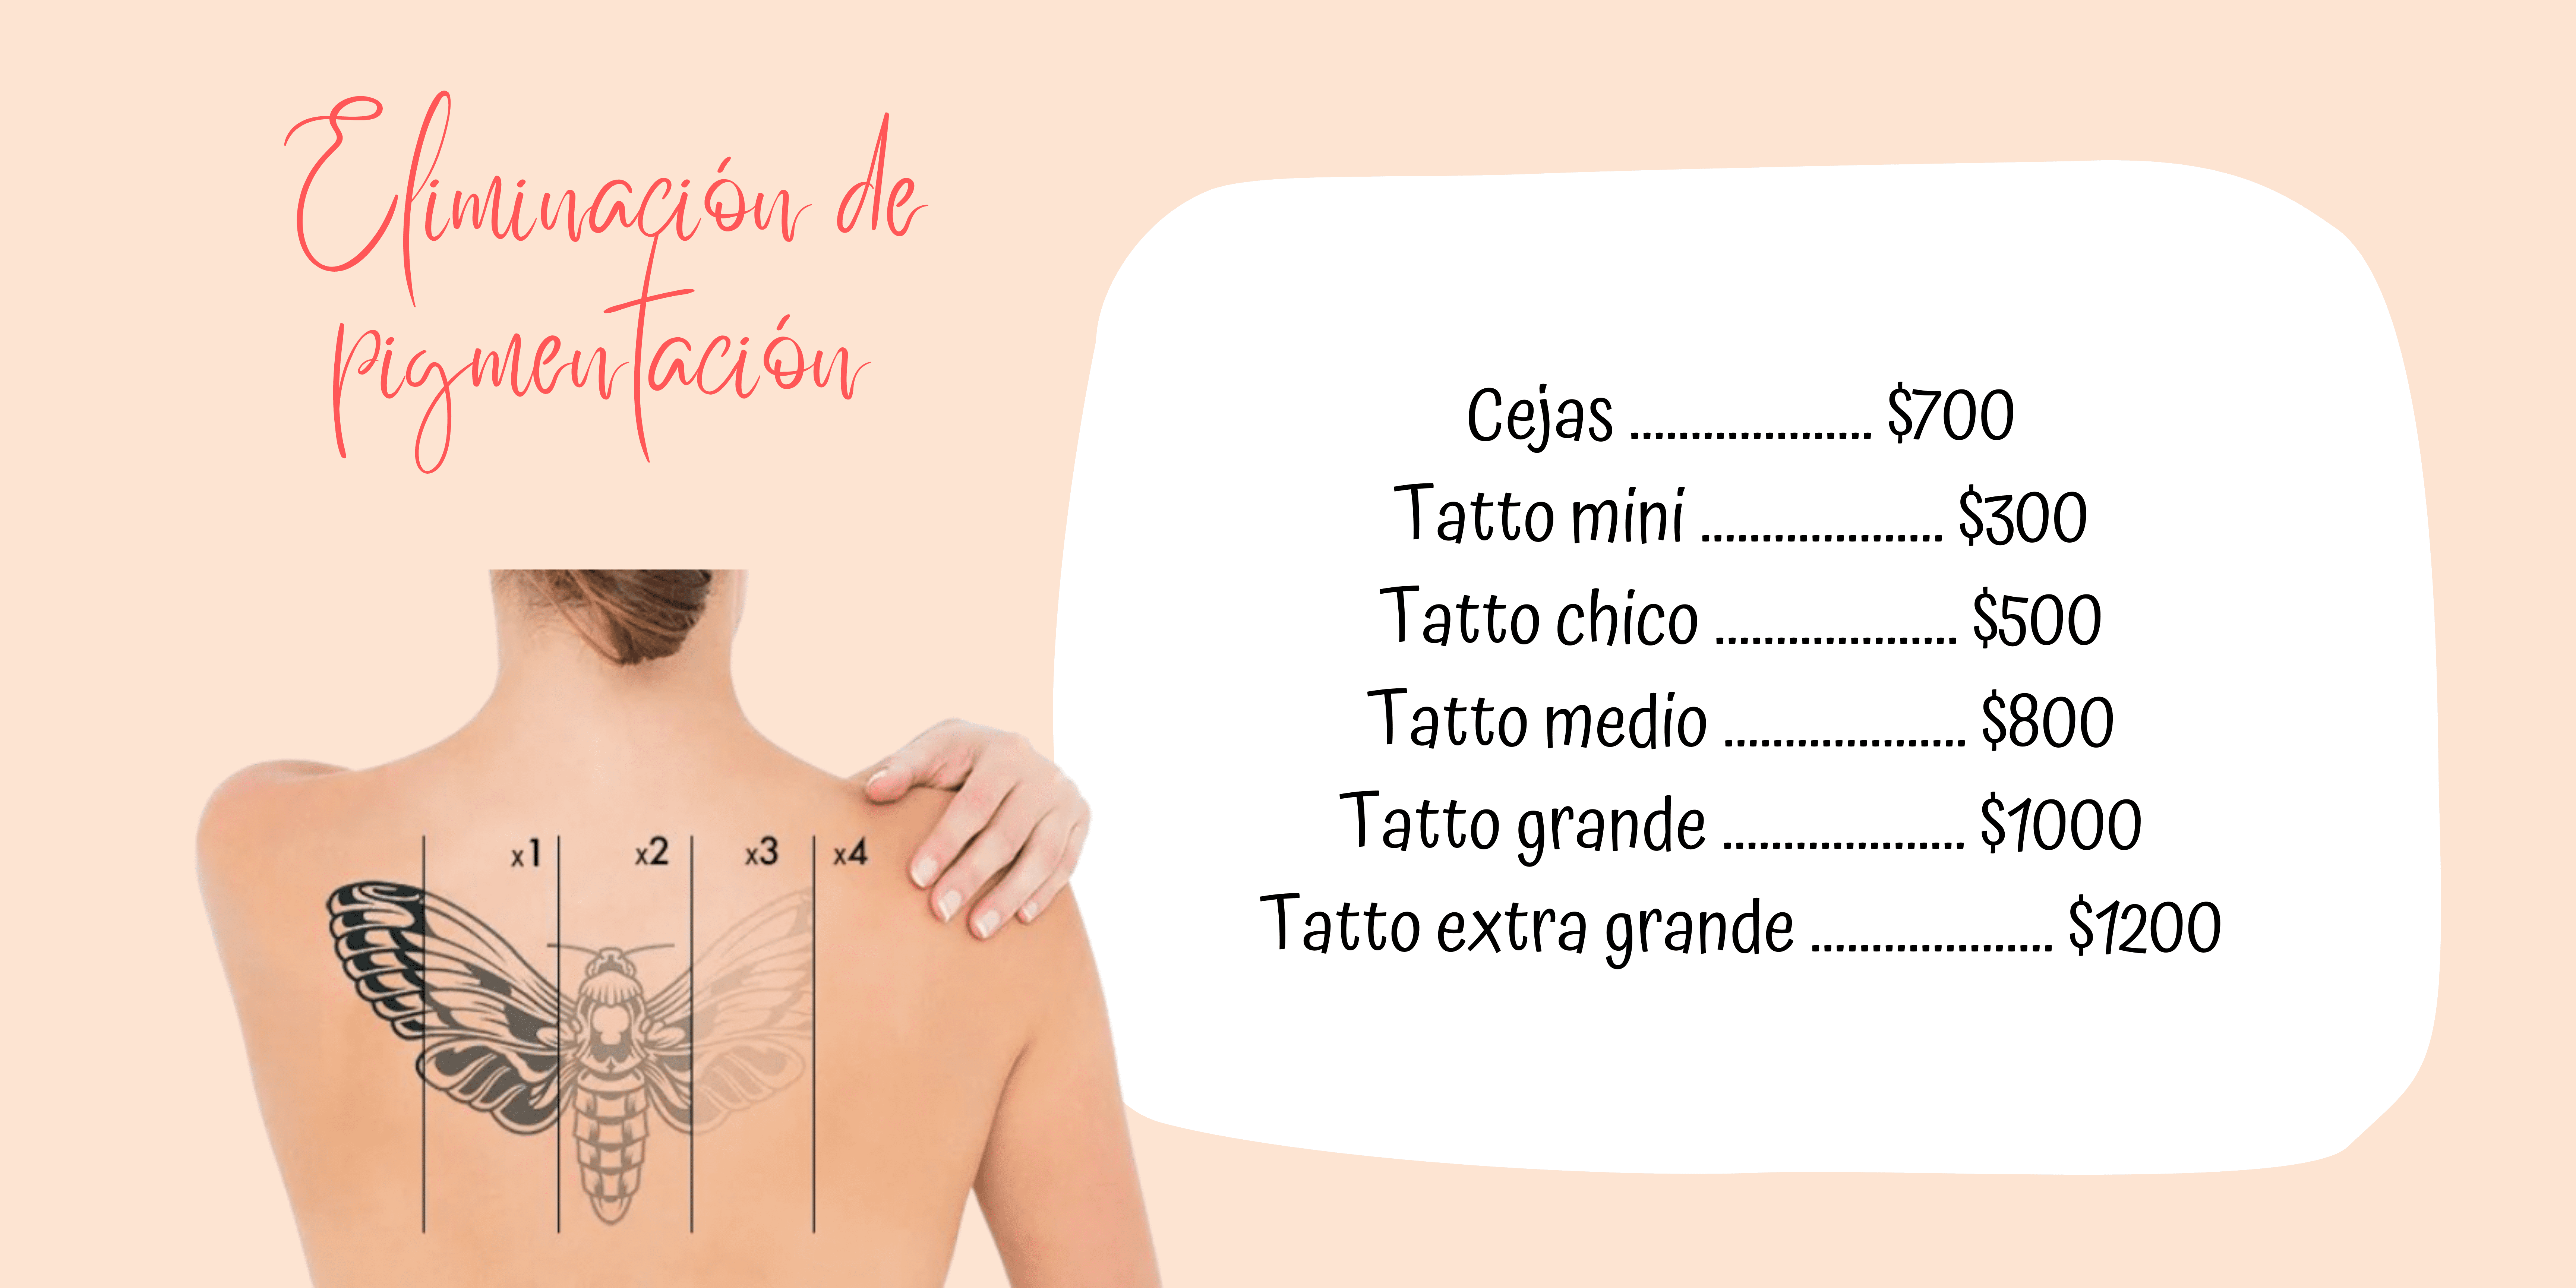 Eliminación de
pigmentación
Cejas .................... $700
Tatto mini .................... $300
Tatto chico .................... $500
Tatto medio .................... $800
Tatto grande .................... $1000
Tatto extra grande .................... $1200
x1 x2 x3 x4